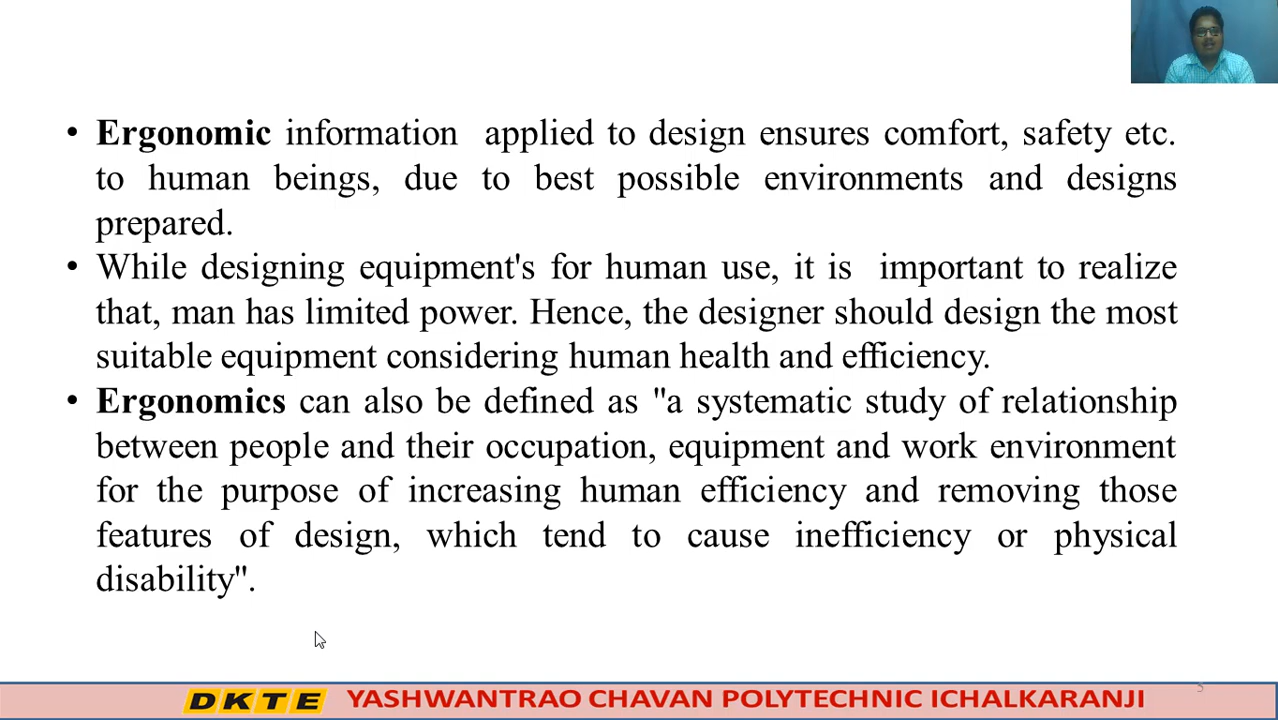 • Ergonomic information applied to design ensures comfort, safety etc.
to human beings, due to best possible environments and designs
prepared.
• While designing equipment's for human use, it is important to realize
that, man has limited power. Hence, the designer should design the most
suitable equipment considering human health and efficiency.
• Ergonomics can also be defined as "a systematic study of relationship
between people and their occupation, equipment and work environment
for the purpose of increasing human efficiency and removing those
features of design, which tend to cause inefficiency or physical
disability".
5
DKTE YASHWANTRAO CHAVAN POLYTECHNIC ICHALKARANJI